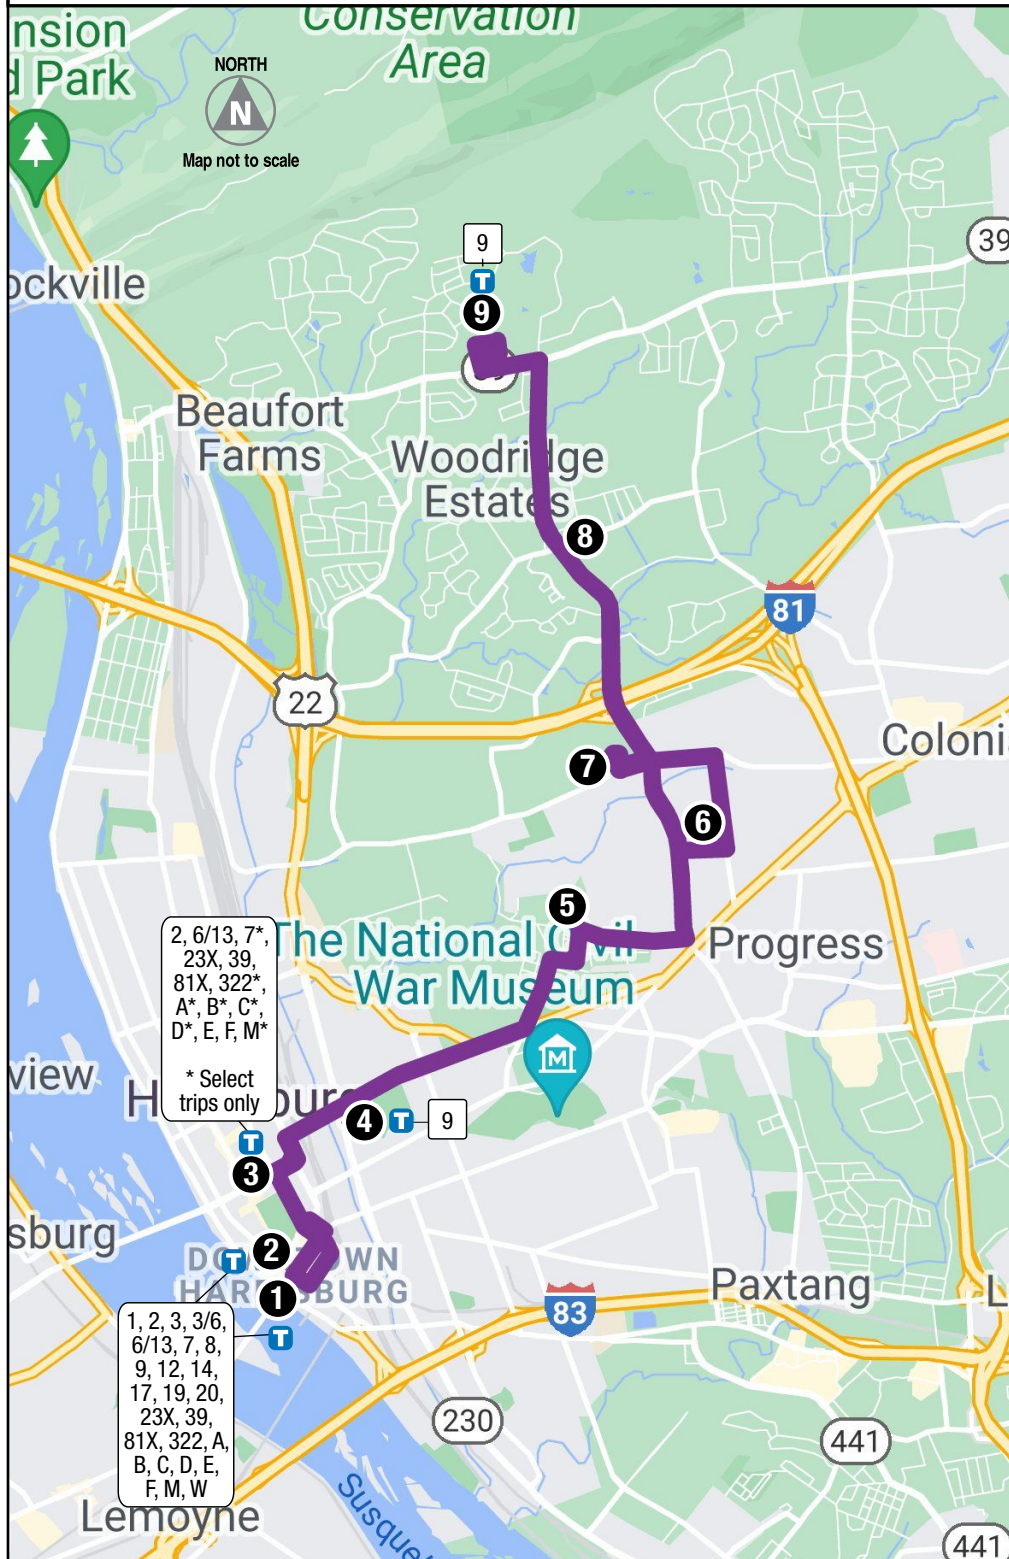 Conservation
Area
nsion
d Park
NORTH
N
Map not to scale
39
9
T
9
ockville
Beaufort
Farms
Woodridge
Estates
8
81
22
Coloni
7
6
5
The National Civil
War Museum
Progress
2, 6/13, 7*,
23X, 39,
81X, 322*,
A*, B*, C*,
D*, E, F, M*
* Select
trips only
M
view
H
burg
4
T
9
T
3
sburg
2
T
DO
TOWN
HARRISBURG
1
T
83
Paxtang
L
1, 2, 3, 3/6,
6/13, 7, 8,
9, 12, 14,
17, 19, 20,
23X, 39,
81X, 322, A,
B, C, D, E,
F, M, W
230
441
Lemoyne
Susque
441